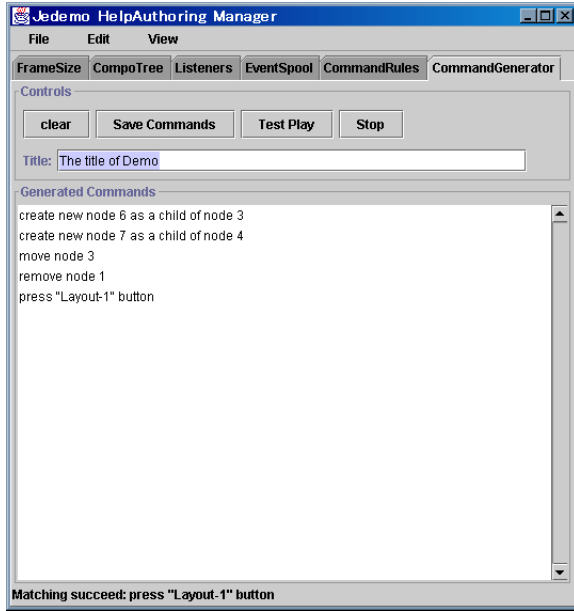 Jedemo HelpAuthoring Manager
File Edit View
FrameSize CompoTree Listeners EventSpool CommandRules CommandGenerator
Controls
clear Save Commands Test Play Stop
Title: The title of Demo
Generated Commands
create new node 6 as a child of node 3
create new node 7 as a child of node 4
move node 3
remove node 1
press "Layout-1" button
Matching succeed: press "Layout-1" button